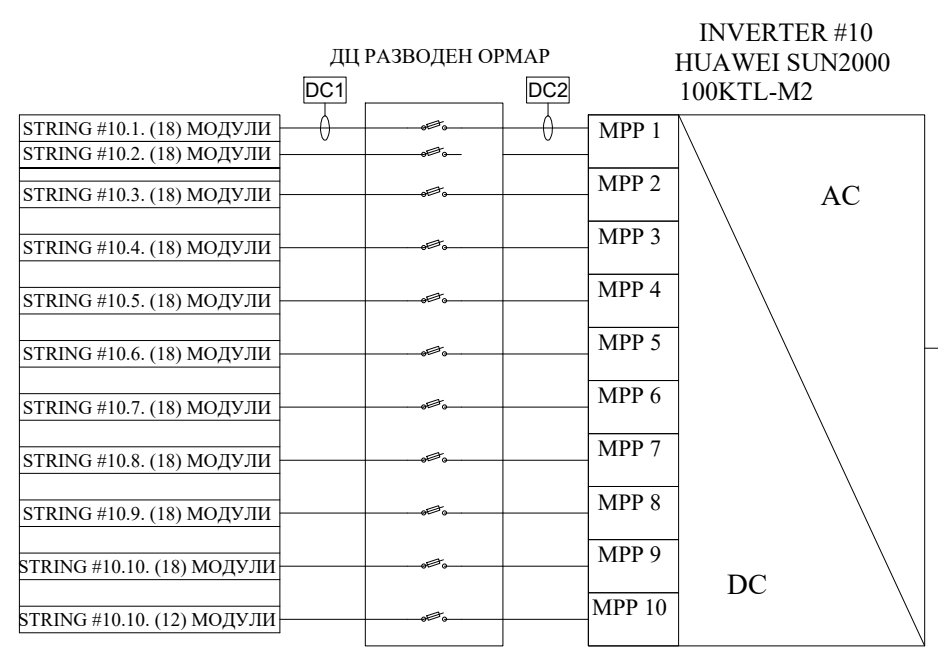 INVERTER #10
HUAWEI SUN2000
100KTL-M2
ДЦ РАЗВОДЕН ОРМАР
DC1
DC2
STRING #10.1. (18) МОДУЛИ
STRING #10.2. (18) МОДУЛИ
STRING #10.3. (18) МОДУЛИ
STRING #10.4. (18) МОДУЛИ
STRING #10.5. (18) МОДУЛИ
STRING #10.6. (18) МОДУЛИ
STRING #10.7. (18) МОДУЛИ
STRING #10.8. (18) МОДУЛИ
STRING #10.9. (18) МОДУЛИ
STRING #10.10. (18) МОДУЛИ
STRING #10.10. (12) МОДУЛИ
MPP 1
MPP 2
MPP 3
MPP 4
MPP 5
MPP 6
MPP 7
MPP 8
MPP 9
MPP 10
AC
DC